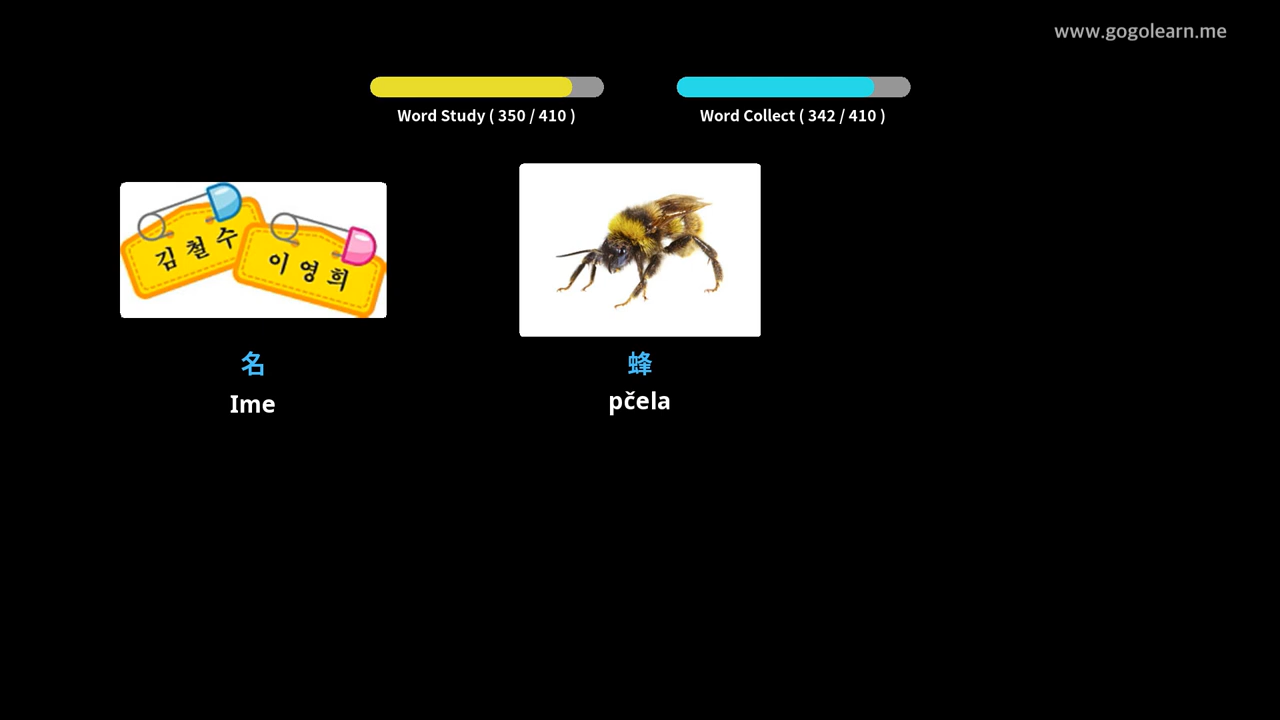 www.gogolearn.me
Word Study ( 350 / 410 )
Word Collect ( 342 / 410 )
김철수
이영희
名
Ime
蜂
pčela